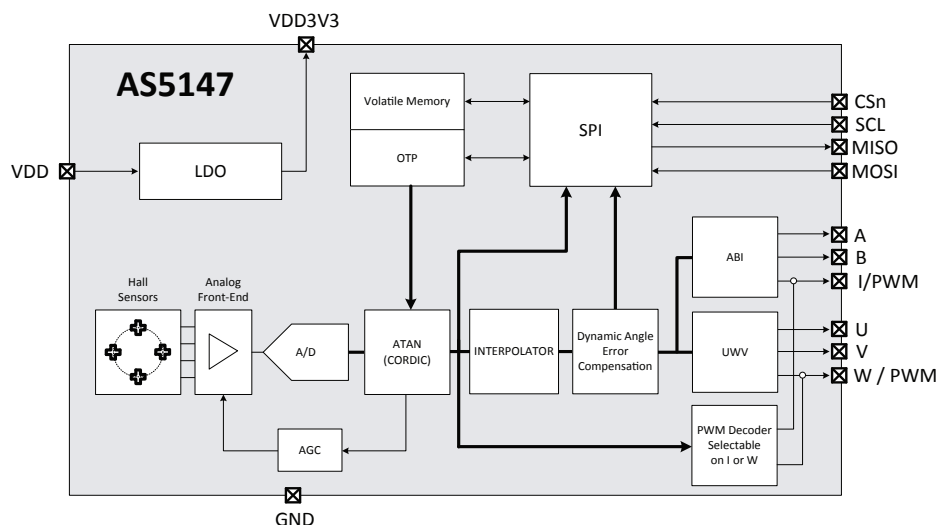 VDD3V3
AS5147
Volatile Memory
OTP
SPI
CSn
SCL
MISO
MOSI
VDD
LDO
A
B
I/PWM
ABI
Hall
Sensors
Analog
Front-End
A/D
ATAN
(CORDIC)
INTERPOLATOR
Dynamic Angle
Error
Compensation
UWV
U
V
W / PWM
AGC
PWM Decoder
Selectable
on I or W
GND